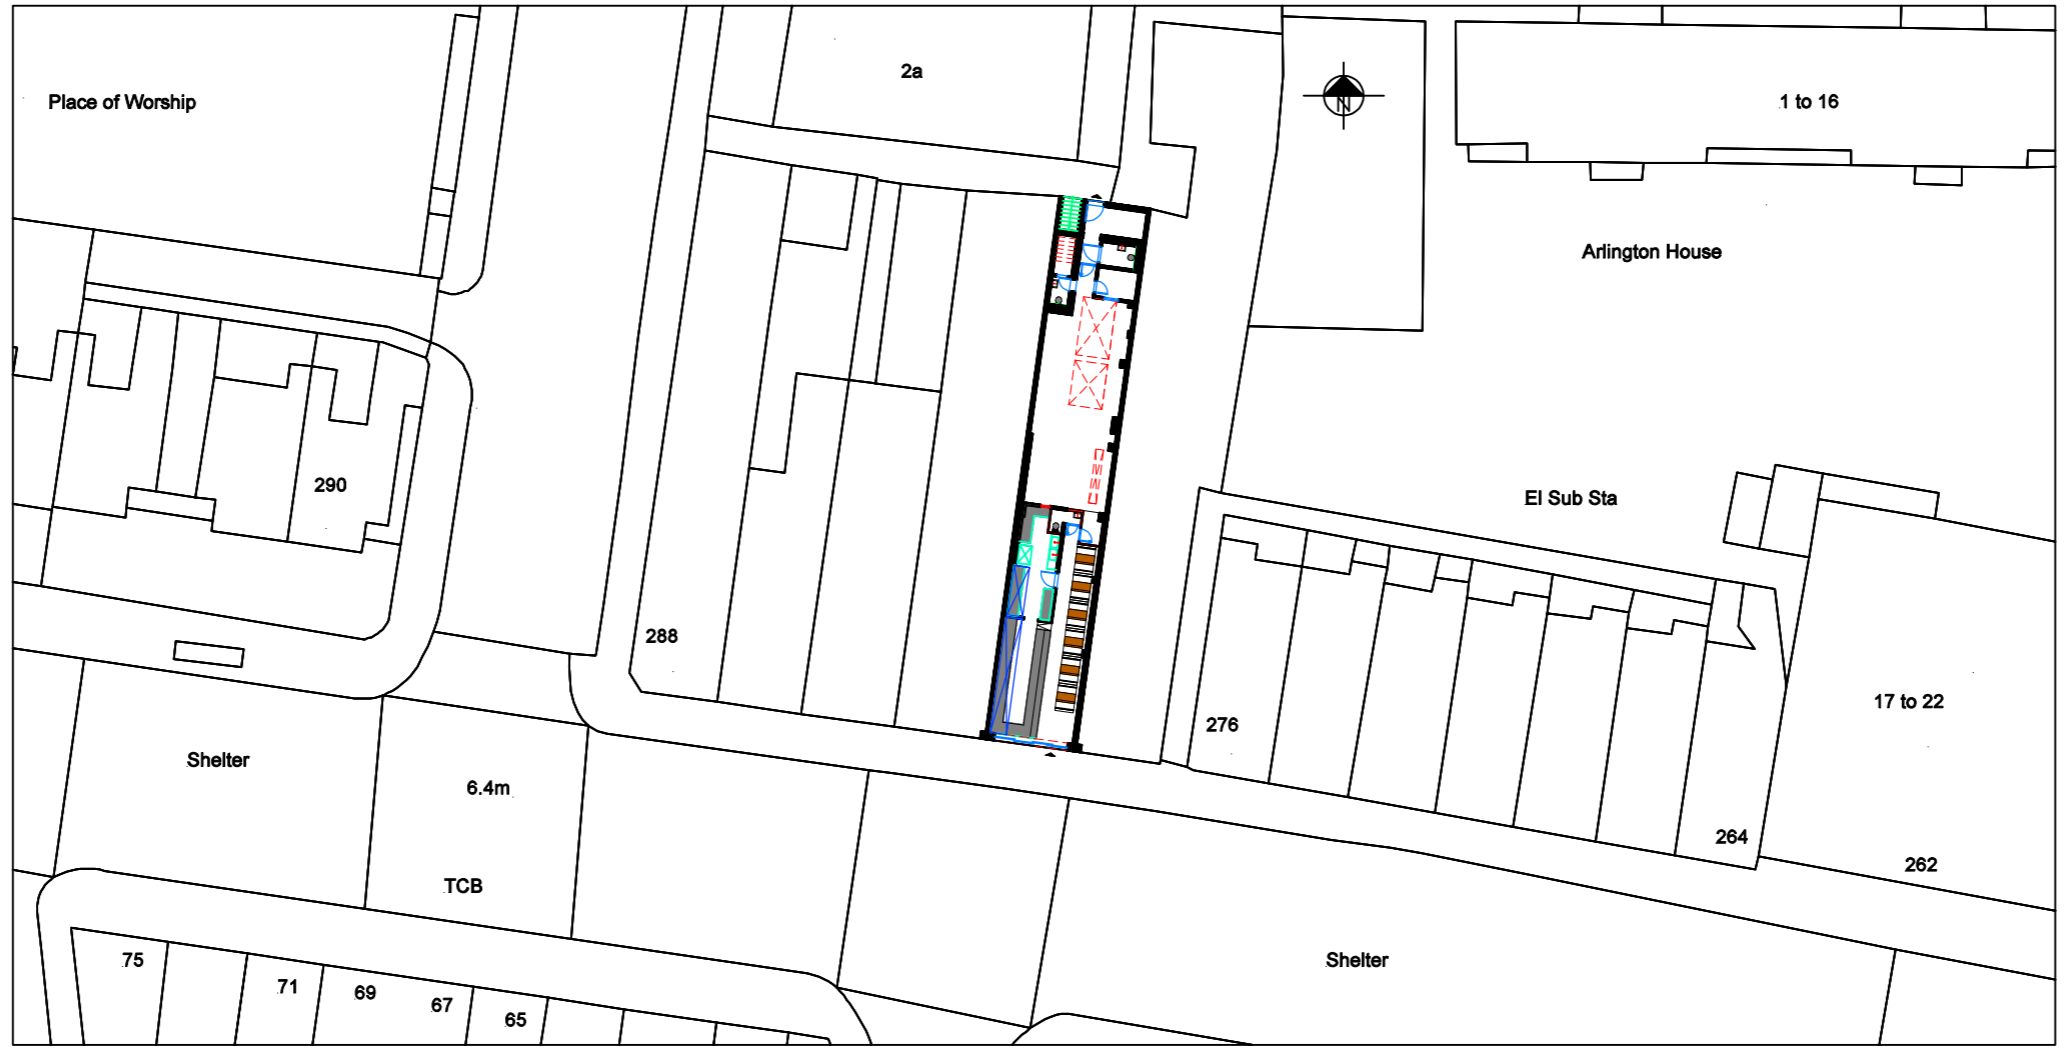 2a
Place of Worship
1 to 16
N
Arlington House
290
El Sub Sta
288
17 to 22
276
Shelter
6.4m
264
262
TCB
75
Shelter
71
69
67
65